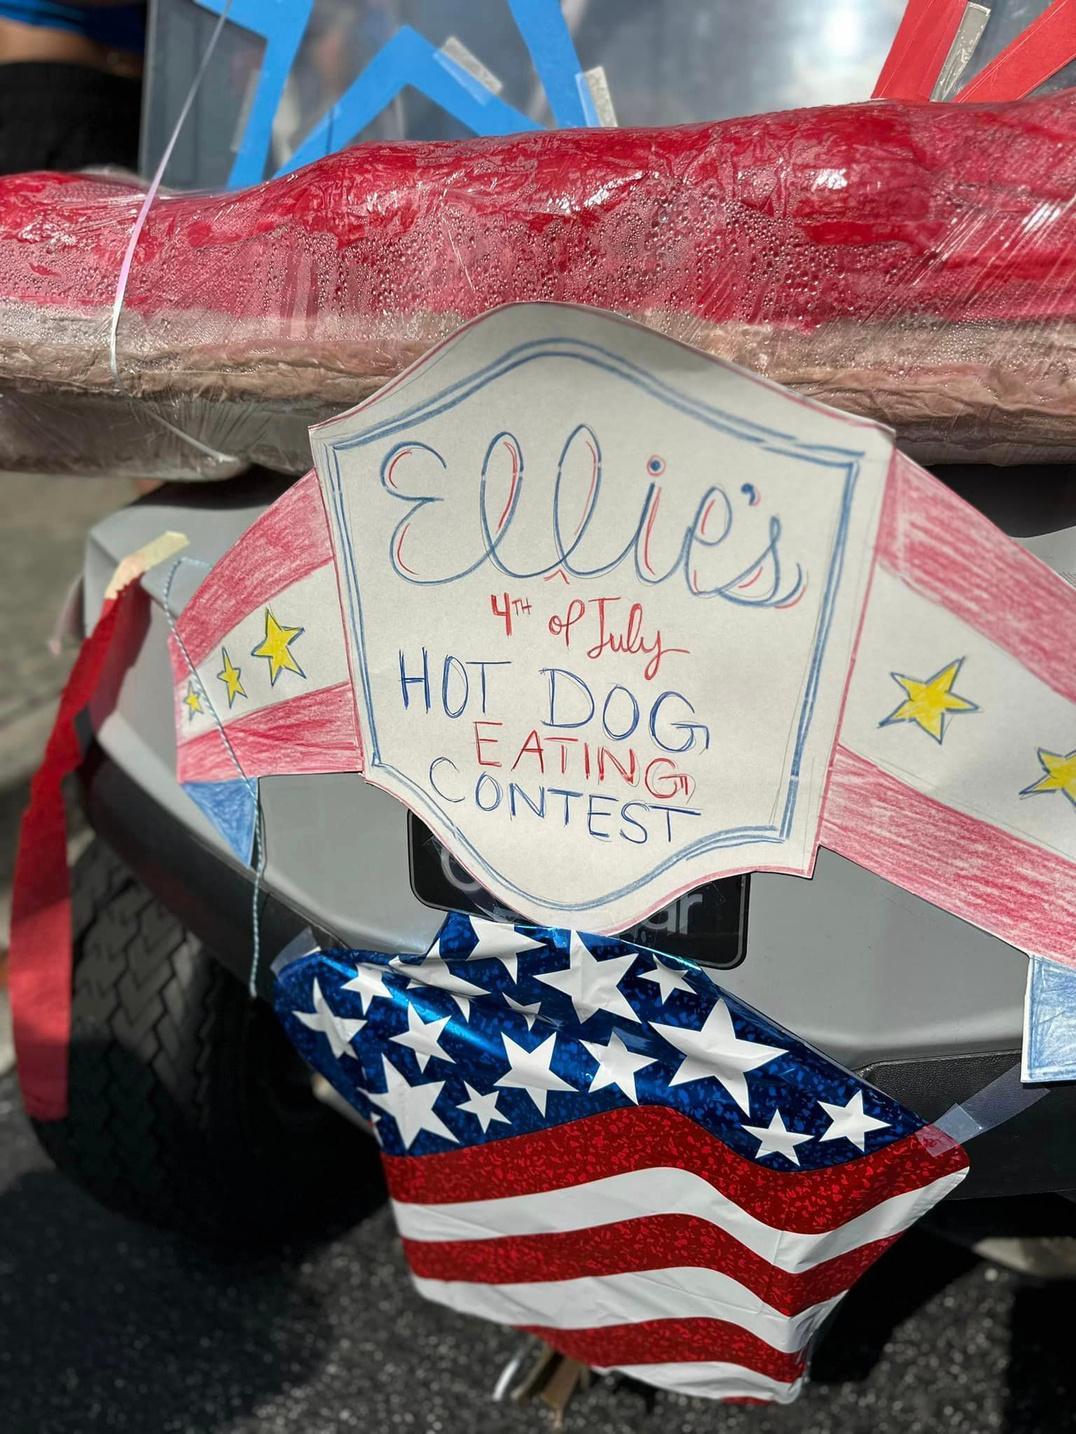 Ellie's
4TH of July
HOT DOG
EATING
CONTEST